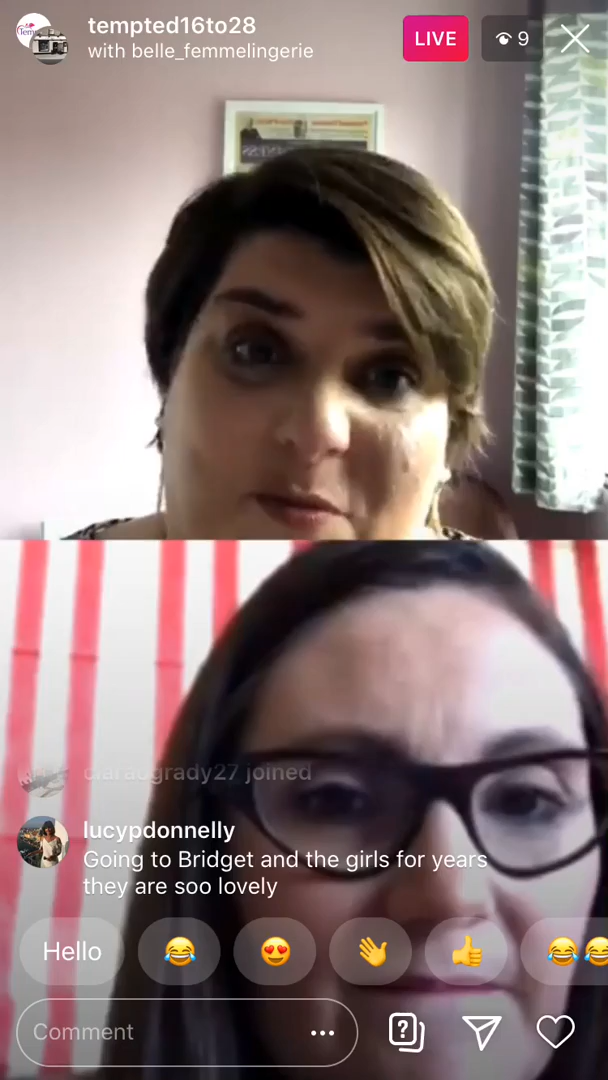 tempted16to28
with belle_femmelingerie
LIVE
9
joined
lucypdonnelly
Going to Bridget and the girls for years
they are soo lovely
Hello 😂 😍 👋 👍 😂😂
Comment